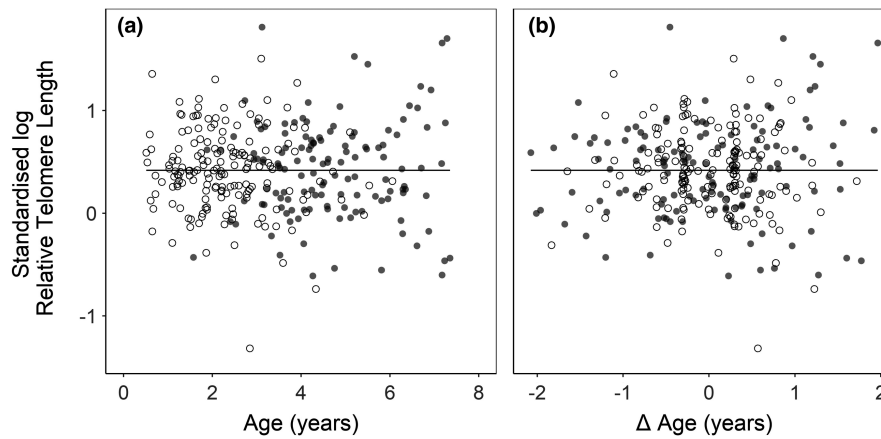 (a)
(b)
Standardised log
Relative Telomere Length
1
0
-1
0 2 4 6 8
-2 -1 0 1 2
Age (years)
Δ Age (years)